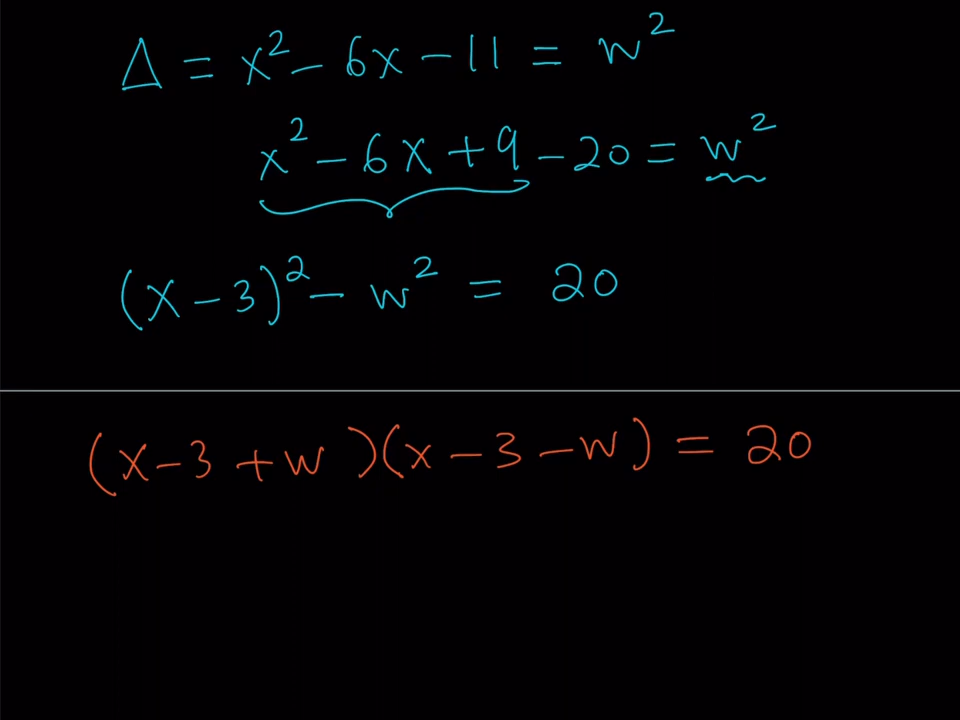 Δ = x² − 6x − 11 = w²
x² − 6x + 9 − 20 = w²
(x − 3)² − w² = 20
(x − 3 + w)(x − 3 − w) = 20